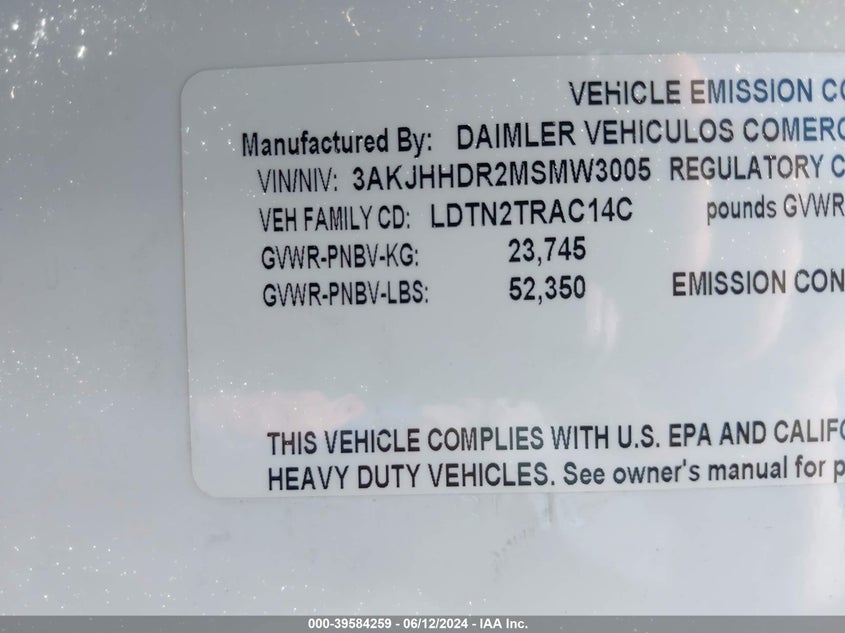 VEHICLE EMISSION CO
Manufactured By: DAIMLER VEHICULOS COMERC
VIN/NIV: 3AKJHHDR2MSMW3005 REGULATORY C
VEH FAMILY CD: LDTN2TRAC14C pounds GVWR
GVWR-PNBV-KG: 23,745
GVWR-PNBV-LBS: 52,350 EMISSION CON
THIS VEHICLE COMPLIES WITH U.S. EPA AND CALIFO
HEAVY DUTY VEHICLES. See owner's manual for p
000-39584259 - 06/12/2024 - IAA Inc.